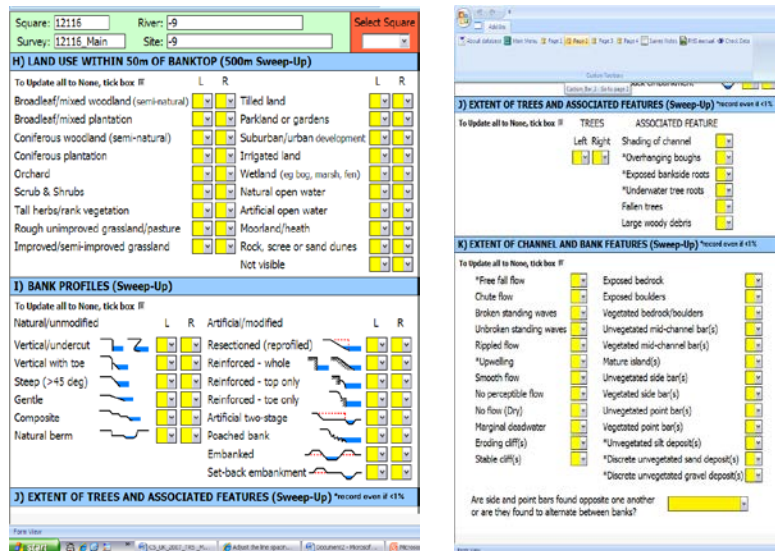 Square: 12116 River: -9 Select Square
Survey: 12116_Main Site: -9
H) LAND USE WITHIN 50m OF BANKTOP (500m Sweep-Up)
To Update all to None, tick box L R L R
Broadleaf/mixed woodland (semi-natural) Tilled land
Broadleaf/mixed plantation Parkland or gardens
Coniferous woodland (semi-natural) Suburban/urban development
Coniferous plantation Irrigated land
Orchard Wetland (eg bog, marsh, fen)
Scrub & Shrubs Natural open water
Tall herbs/rank vegetation Artificial open water
Rough unimproved grassland/pasture Moorland/heath
Improved/semi-improved grassland Rock, scree or sand dunes
Not visible
I) BANK PROFILES (Sweep-Up)
To Update all to None, tick box
Natural/unmodified L R Artificial/modified L R
Vertical/undercut Resectioned (reprofiled)
Vertical with toe Reinforced - whole
Steep (>45 deg) Reinforced - top only
Gentle Reinforced - toe only
Composite Artificial two-stage
Natural berm Poached bank
Embanked
Set-back embankment
J) EXTENT OF TREES AND ASSOCIATED FEATURES (Sweep-Up) *record even if <1%
Form View
Main Menu Page 1 Page 2 Page 3 Page 4 Survey Notes RHS Manual Check Data
J) EXTENT OF TREES AND ASSOCIATED FEATURES (Sweep-Up) *record even if <1%
To Update all to None, tick box TREES ASSOCIATED FEATURE
Left Right Shading of channel
*Overhanging boughs
*Exposed bankside roots
*Underwater tree roots
Fallen trees
Large woody debris
K) EXTENT OF CHANNEL AND BANK FEATURES (Sweep-Up) *record even if <1%
To Update all to None, tick box
*Free fall flow Exposed bedrock
Chute flow Exposed boulders
Broken standing waves Vegetated bedrock/boulders
Unbroken standing waves Unvegetated mid-channel bar(s)
Rippled flow Vegetated mid-channel bar(s)
*Upwelling Mature island(s)
Smooth flow Unvegetated side bar(s)
No perceptible flow Vegetated side bar(s)
No flow (Dry) Unvegetated point bar(s)
Marginal deadwater Vegetated point bar(s)
Eroding cliff(s) *Unvegetated silt deposit(s)
Stable cliff(s) *Discrete unvegetated sand deposit(s)
*Discrete unvegetated gravel deposit(s)
Are side and point bars found opposite one another
or are they found to alternate between banks?